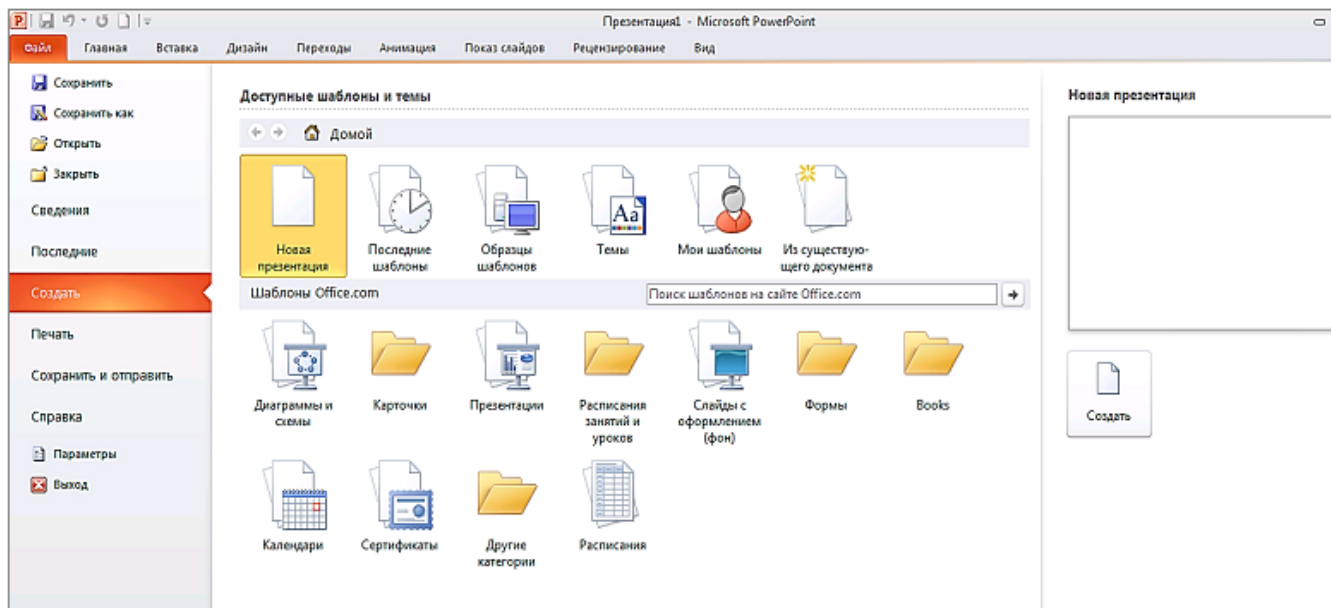 Презентация1 - Microsoft PowerPoint
Файл Главная Вставка Дизайн Переходы Анимация Показ слайдов Рецензирование Вид
Сохранить
Сохранить как
Открыть
Закрыть
Сведения
Последние
Создать
Печать
Сохранить и отправить
Справка
Параметры
Выход
Доступные шаблоны и темы
Домой
Новая
презентация
Последние
шаблоны
Образцы
шаблонов
Aa
Темы
Мои шаблоны
Из существую-
щего документа
Шаблоны Office.com
Поиск шаблонов на сайте Office.com
Диаграммы и
схемы
Карточки
Презентации
Расписания
занятий и
уроков
Слайды с
оформлением
(фон)
Формы
Books
Календари
Сертификаты
Другие
категории
Расписания
Новая презентация
Создать